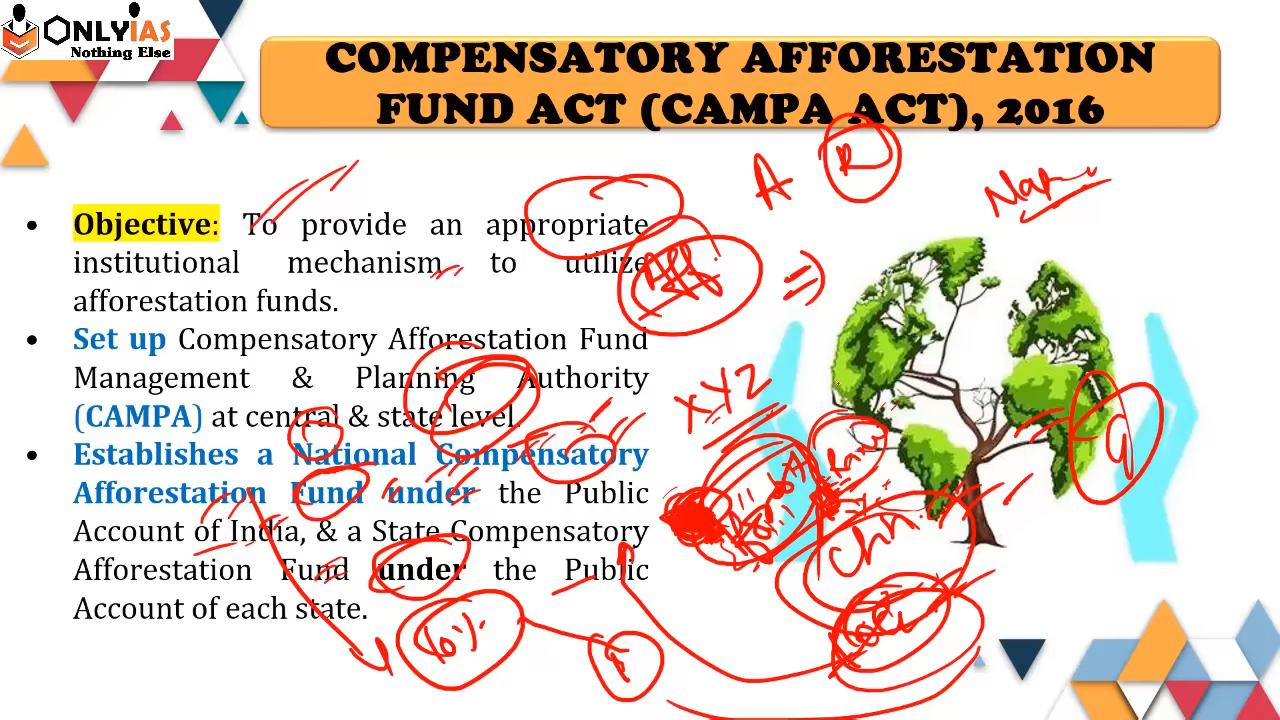 ONLYIAS
Nothing Else
COMPENSATORY AFFORESTATION
FUND ACT (CAMPA ACT), 2016
A R
• Objective: To provide an appropriate
institutional mechanism to utilize
afforestation funds.
Aff
• Set up Compensatory Afforestation Fund
Management & Planning Authority
(CAMPA) at central & state level.
XYZ
• Establishes a National Compensatory
Afforestation Fund under the Public
Account of India, & a State Compensatory
Afforestation Fund under the Public
Account of each state.